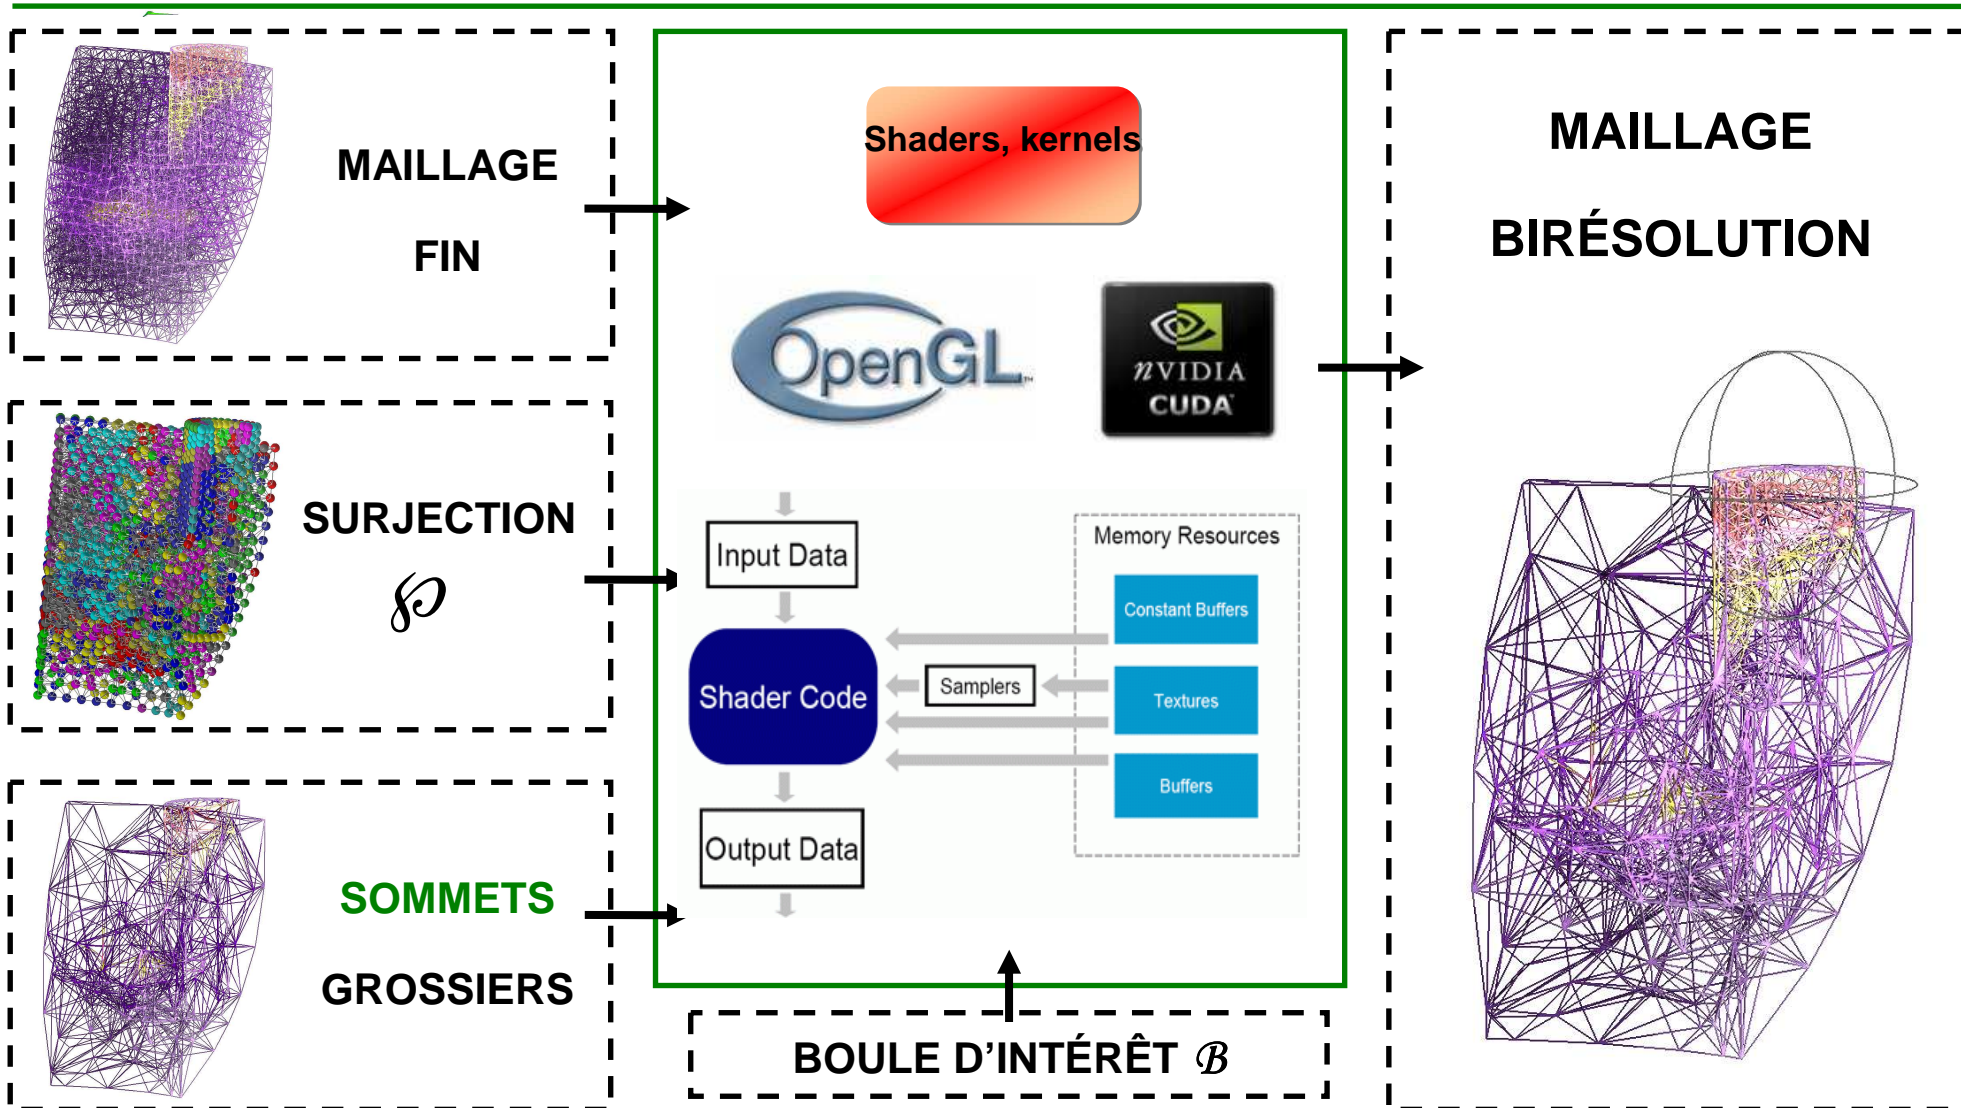 MAILLAGE
FIN
SURJECTION
℘
SOMMETS
GROSSIERS
Shaders, kernels
OpenGL™
nVIDIA
CUDA
Input Data
Shader Code
Output Data
Samplers
Memory Resources
Constant Buffers
Textures
Buffers
BOULE D’INTÉRÊT ℬ
MAILLAGE
BIRÉSOLUTION